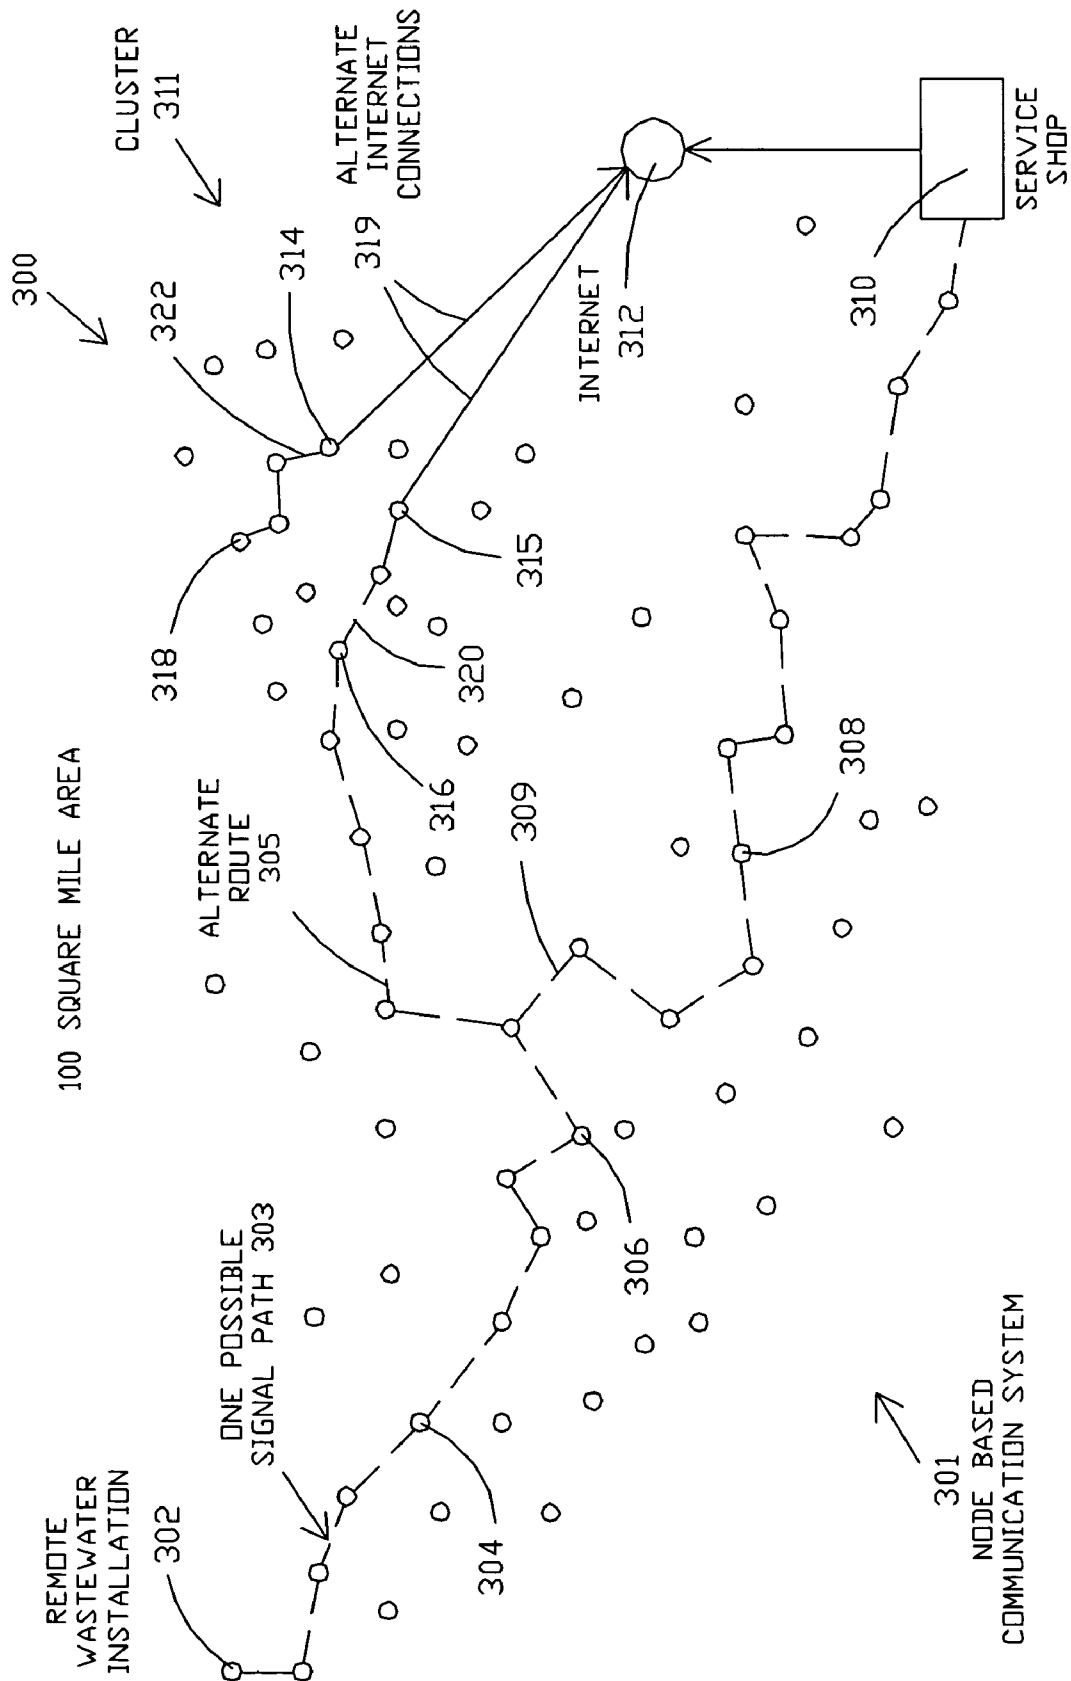 100 SQUARE MILE AREA
300
CLUSTER
311
REMOTE
WASTEWATER
INSTALLATION
302
ONE POSSIBLE
SIGNAL PATH 303
ALTERNATE
ROUTE
305
318
322
314
319
ALTERNATE
INTERNET
CONNECTIONS
304
306
309
316
320
315
INTERNET
312
308
310
SERVICE
SHOP
301
NODE BASED
COMMUNICATION SYSTEM